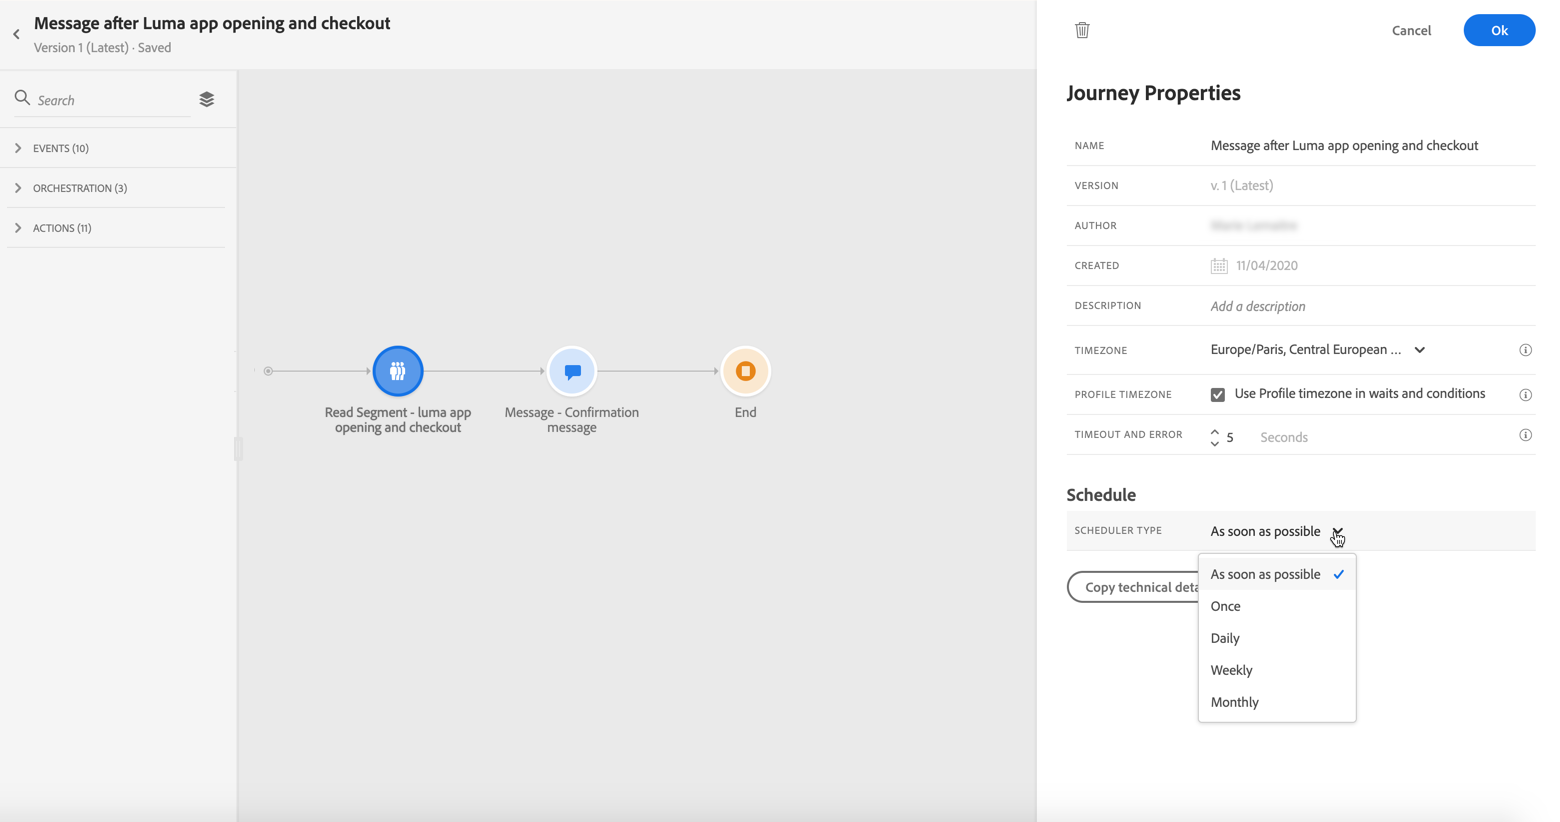 Message after Luma app opening and checkout
Version 1 (Latest) · Saved
Search
EVENTS (10)
ORCHESTRATION (3)
ACTIONS (11)
Read Segment - luma app
opening and checkout
Message - Confirmation
message
End
Cancel
Ok
Journey Properties
NAME Message after Luma app opening and checkout
VERSION v. 1 (Latest)
AUTHOR
CREATED 11/04/2020
DESCRIPTION Add a description
TIMEZONE Europe/Paris, Central European ...
PROFILE TIMEZONE Use Profile timezone in waits and conditions
TIMEOUT AND ERROR 5 Seconds
Schedule
SCHEDULER TYPE As soon as possible
As soon as possible
Copy technical
Once
Daily
Weekly
Monthly